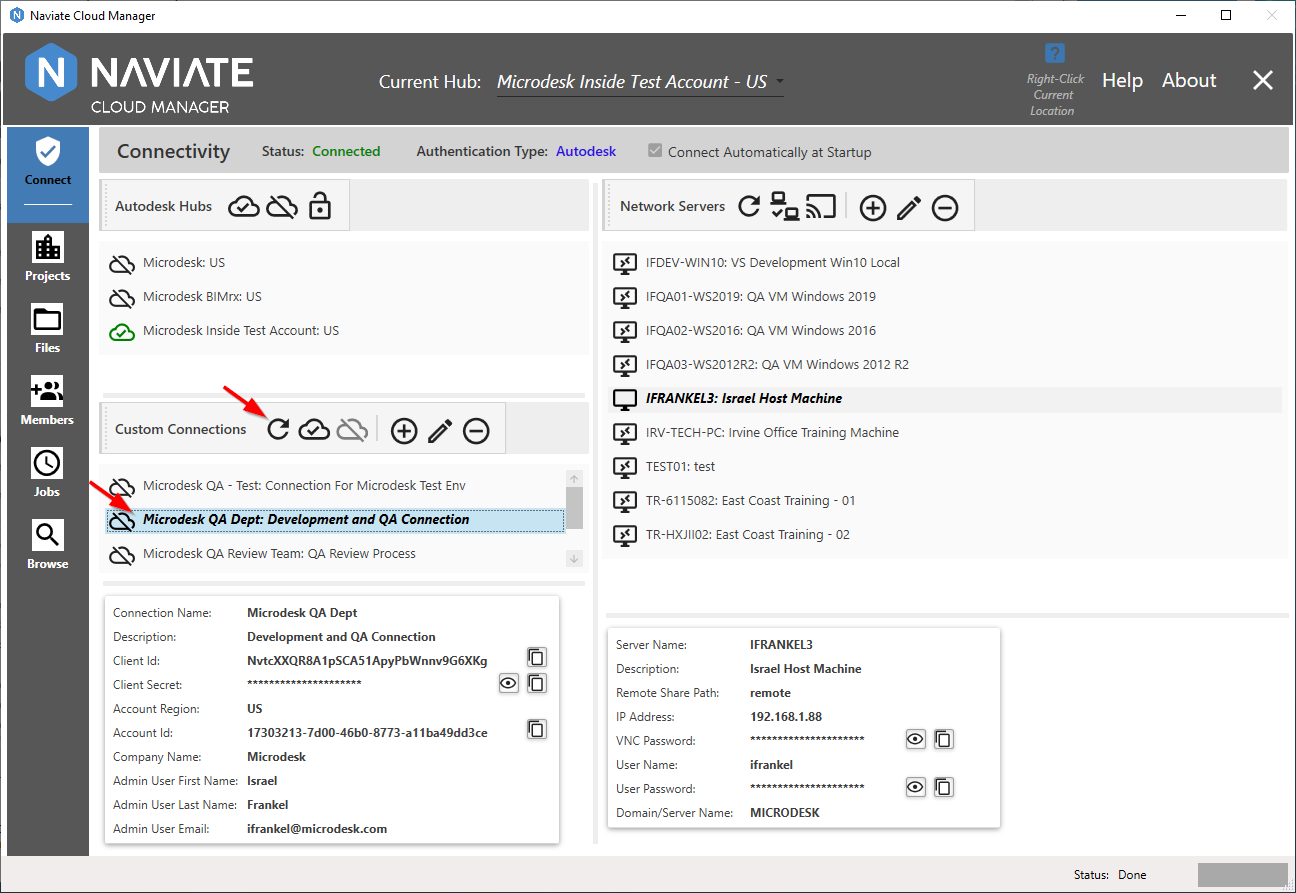 Naviate Cloud Manager
N NAVIATE
CLOUD MANAGER
Current Hub: Microdesk Inside Test Account - US
?
Right-Click
Current
Location
Help About
Connect
Projects
Files
Members
Jobs
Browse
Connectivity Status: Connected Authentication Type: Autodesk Connect Automatically at Startup
Autodesk Hubs
Microdesk: US
Microdesk BIMrx: US
Microdesk Inside Test Account: US
Custom Connections
Microdesk QA - Test: Connection For Microdesk Test Env
Microdesk QA Dept: Development and QA Connection
Microdesk QA Review Team: QA Review Process
Connection Name: Microdesk QA Dept
Description: Development and QA Connection
Client Id: NvtcXXQR8A1pSCA51ApyPbWnnv9G6XKg
Client Secret: *********************
Account Region: US
Account Id: 17303213-7d00-46b0-8773-a11ba49dd3ce
Company Name: Microdesk
Admin User First Name: Israel
Admin User Last Name: Frankel
Admin User Email: ifrankel@microdesk.com
Network Servers
IFDEV-WIN10: VS Development Win10 Local
IFQA01-WS2019: QA VM Windows 2019
IFQA02-WS2016: QA VM Windows 2016
IFQA03-WS2012R2: QA VM Windows 2012 R2
IFRANKEL3: Israel Host Machine
IRV-TECH-PC: Irvine Office Training Machine
TEST01: test
TR-6115082: East Coast Training - 01
TR-HXJII02: East Coast Training - 02
Server Name: IFRANKEL3
Description: Israel Host Machine
Remote Share Path: remote
IP Address: 192.168.1.88
VNC Password: *********************
User Name: ifrankel
User Password: *********************
Domain/Server Name: MICRODESK
Status: Done